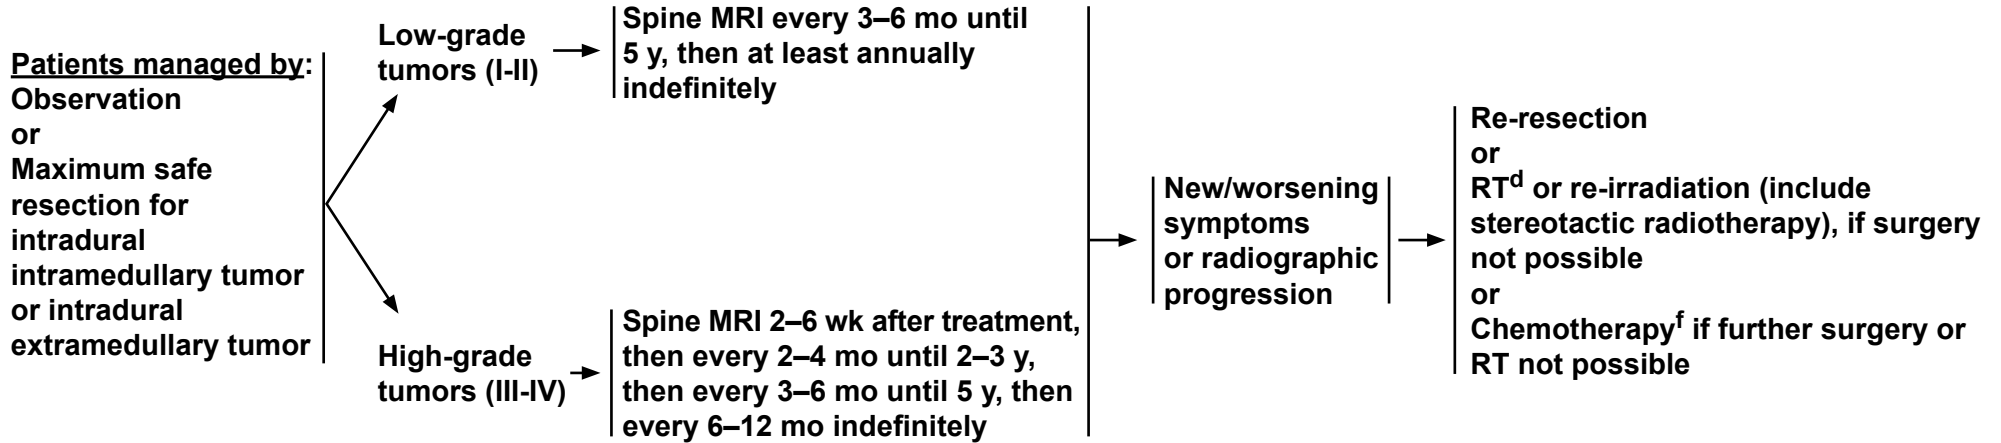 Patients managed by:
Observation
or
Maximum safe
resection for
intradural
intramedullary tumor
or intradural
extramedullary tumor
Low-grade
tumors (I-II)
Spine MRI every 3–6 mo until
5 y, then at least annually
indefinitely
High-grade
tumors (III-IV)
Spine MRI 2–6 wk after treatment,
then every 2–4 mo until 2–3 y,
then every 3–6 mo until 5 y, then
every 6–12 mo indefinitely
New/worsening
symptoms
or radiographic
progression
Re-resection
or
RTd or re-irradiation (include
stereotactic radiotherapy), if surgery
not possible
or
Chemotherapyf if further surgery or
RT not possible